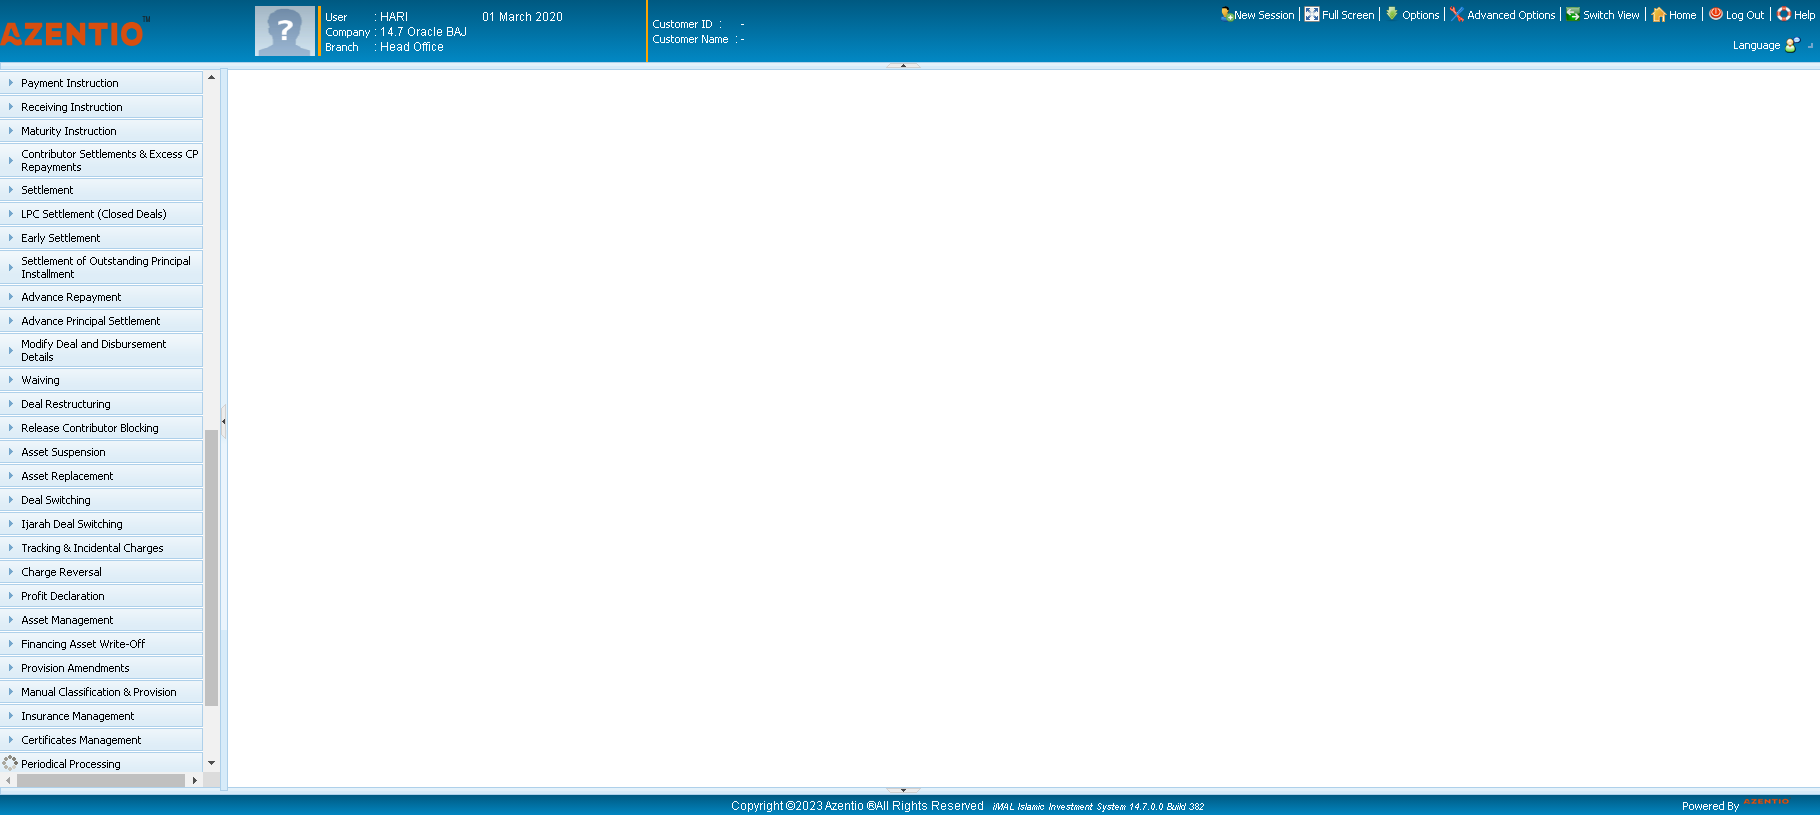 AZENTIO™
User : HARI 01 March 2020
Company : 14.7 Oracle BAJ
Branch : Head Office
Customer ID : -
Customer Name : -
New Session Full Screen Options Advanced Options Switch View Home Log Out Help
Language
Payment Instruction
Receiving Instruction
Maturity Instruction
Contributor Settlements & Excess CP
Repayments
Settlement
LPC Settlement (Closed Deals)
Early Settlement
Settlement of Outstanding Principal
Installment
Advance Repayment
Advance Principal Settlement
Modify Deal and Disbursement
Details
Waiving
Deal Restructuring
Release Contributor Blocking
Asset Suspension
Asset Replacement
Deal Switching
Ijarah Deal Switching
Tracking & Incidental Charges
Charge Reversal
Profit Declaration
Asset Management
Financing Asset Write-Off
Provision Amendments
Manual Classification & Provision
Insurance Management
Certificates Management
Periodical Processing
Copyright ©2023 Azentio ®All Rights Reserved iMAL Islamic Investment System 14.7.0.0 Build 382
Powered By AZENTIO